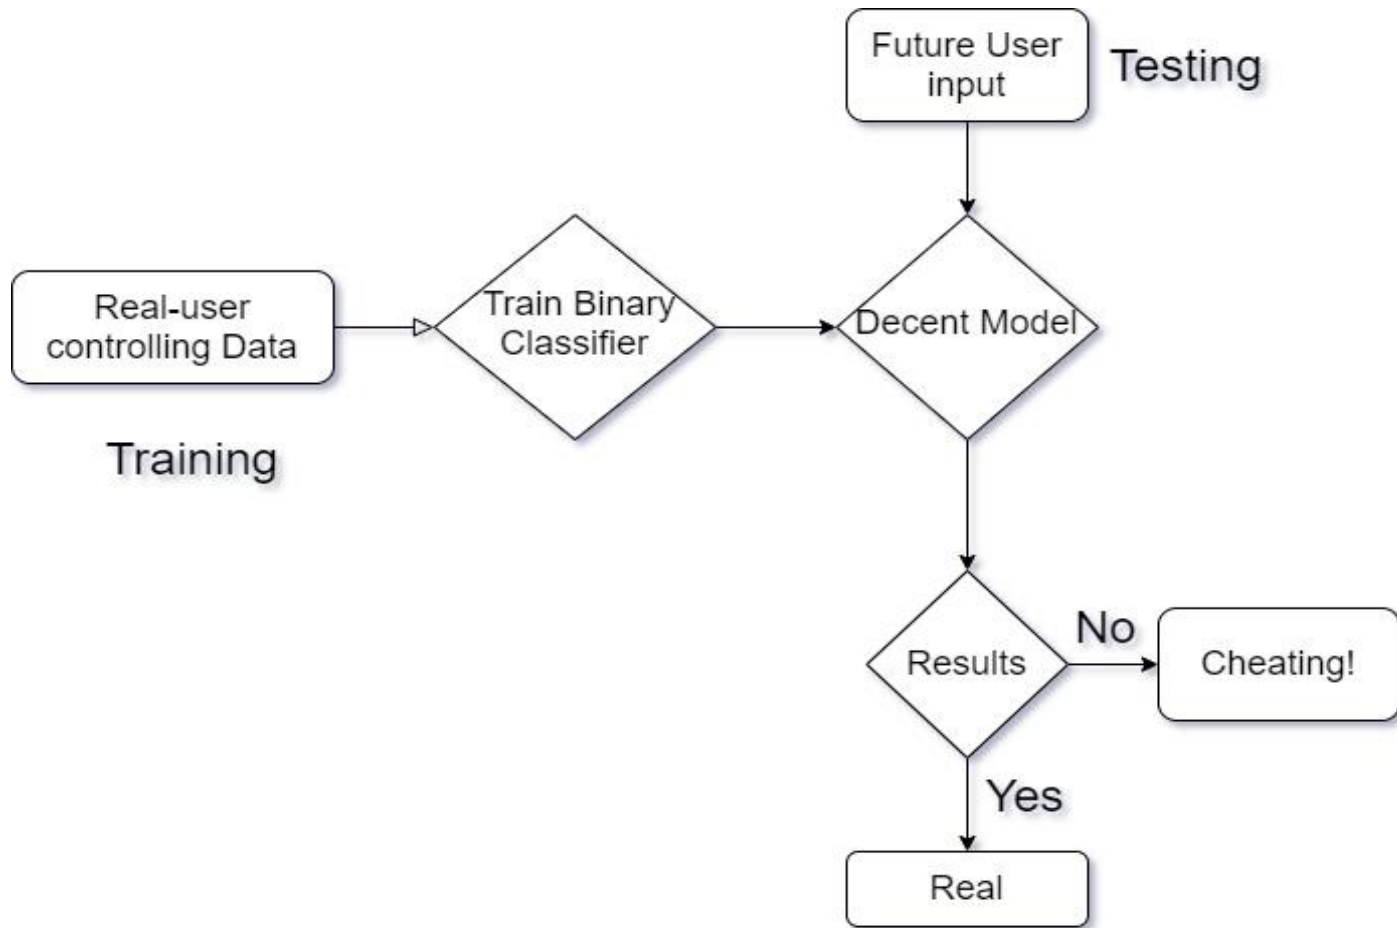 Future User
input
Testing
Real-user
controlling Data
Train Binary
Classifier
Decent Model
Training
Results
No
Cheating!
Yes
Real